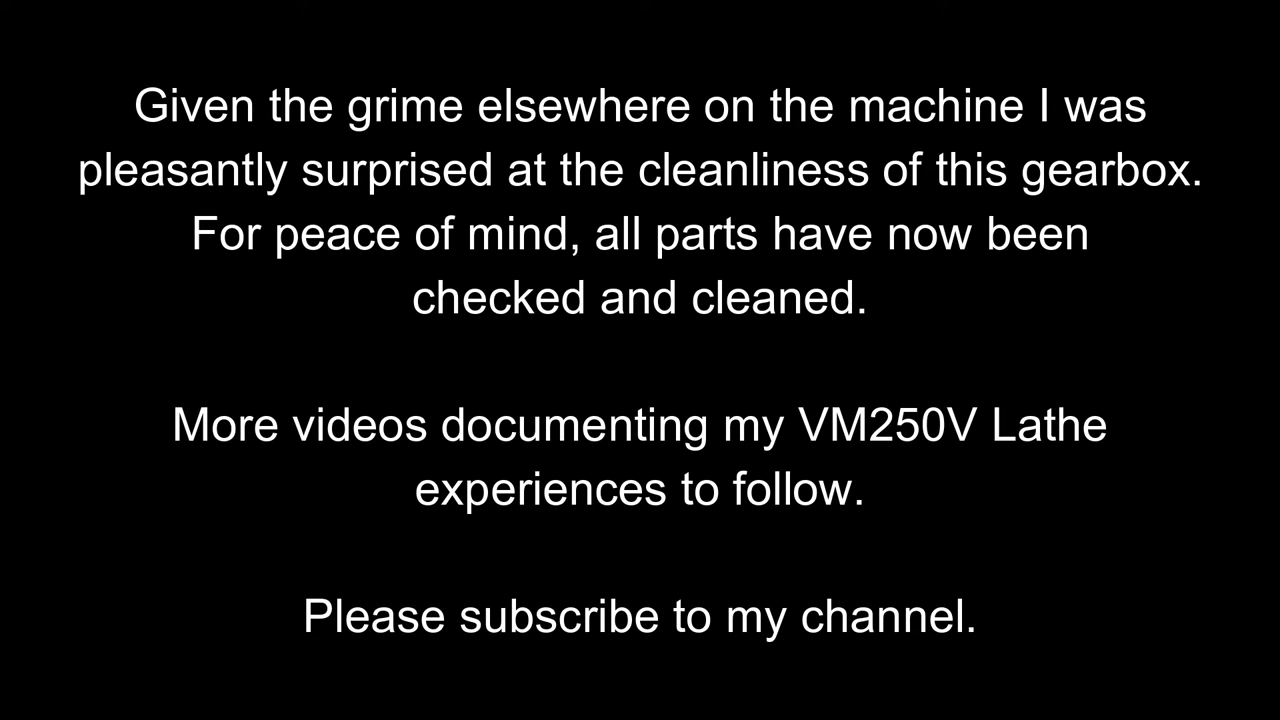 Given the grime elsewhere on the machine I was
pleasantly surprised at the cleanliness of this gearbox.
For peace of mind, all parts have now been
checked and cleaned.
More videos documenting my VM250V Lathe
experiences to follow.
Please subscribe to my channel.